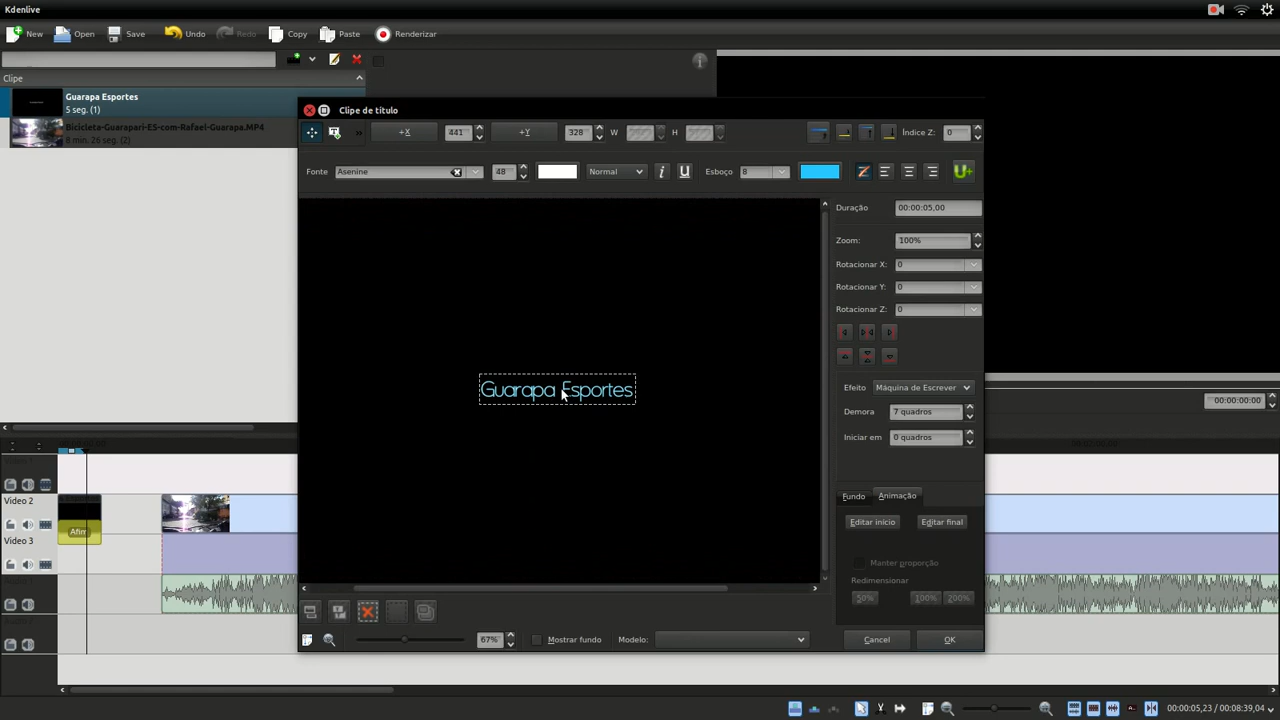 Kdenlive
New Open Save Undo Redo Copy Paste Renderizar
Clipe
Guarapa Esportes
5 seg. (1)
Bicicleta-Guarapari-ES-com-Rafael-Guarapa.MP4
8 min. 26 seg. (2)
Clipe de título
+X 441 +Y 328 W H Índice Z: 0
Fonte Asenine 48 Normal i U Esboço 8 U+
Duração 00:00:05,00
Zoom: 100%
Rotacionar X: 0
Rotacionar Y: 0
Rotacionar Z: 0
Guarapa Esportes
Efeito Máquina de Escrever
Demora 7 quadros
Iniciar em 0 quadros
Fundo Animação
Editar início Editar final
Manter proporção
Redimensionar
50% 100% 200%
67% Mostrar fundo Modelo: Cancel OK
00:00:00:00
Video 1
Video 2
Afin
Video 3
00:00:05,23 / 00:08:39,04